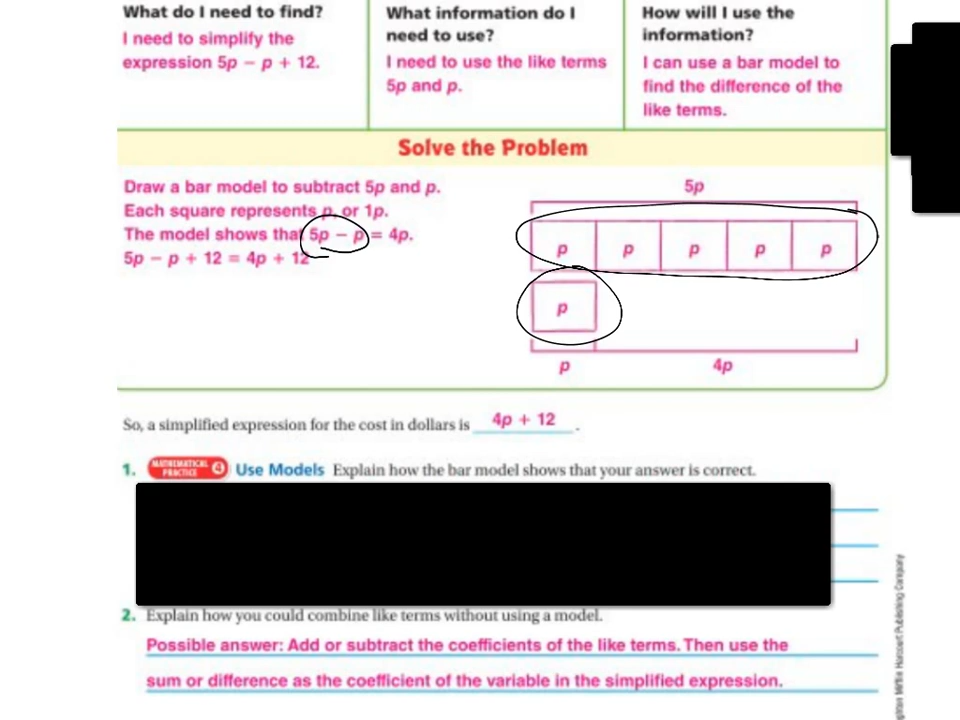 What do I need to find?
I need to simplify the
expression 5p − p + 12.
What information do I
need to use?
I need to use the like terms
5p and p.
How will I use the
information?
I can use a bar model to
find the difference of the
like terms.
Solve the Problem
Draw a bar model to subtract 5p and p.
Each square represents p, or 1p.
The model shows that 5p − p = 4p.
5p − p + 12 = 4p + 12
5p
p p p p p
p
p 4p
So, a simplified expression for the cost in dollars is 4p + 12 .
1. MATHEMATICAL PRACTICE 4 Use Models Explain how the bar model shows that your answer is correct.
2. Explain how you could combine like terms without using a model.
Possible answer: Add or subtract the coefficients of the like terms. Then use the
sum or difference as the coefficient of the variable in the simplified expression.
Mifflin Harcourt Publishing Company